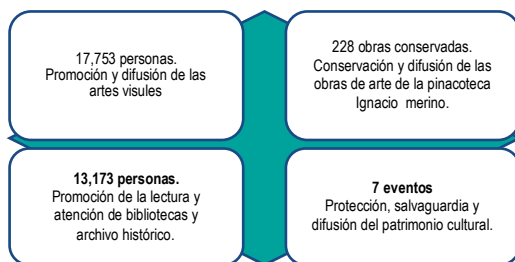 17,753 personas.
Promoción y difusión de las
artes visules
228 obras conservadas.
Conservación y difusión de las
obras de arte de la pinacoteca
Ignacio merino.
13,173 personas.
Promoción de la lectura y
atención de bibliotecas y
archivo histórico.
7 eventos
Protección, salvaguardia y
difusión del patrimonio cultural.